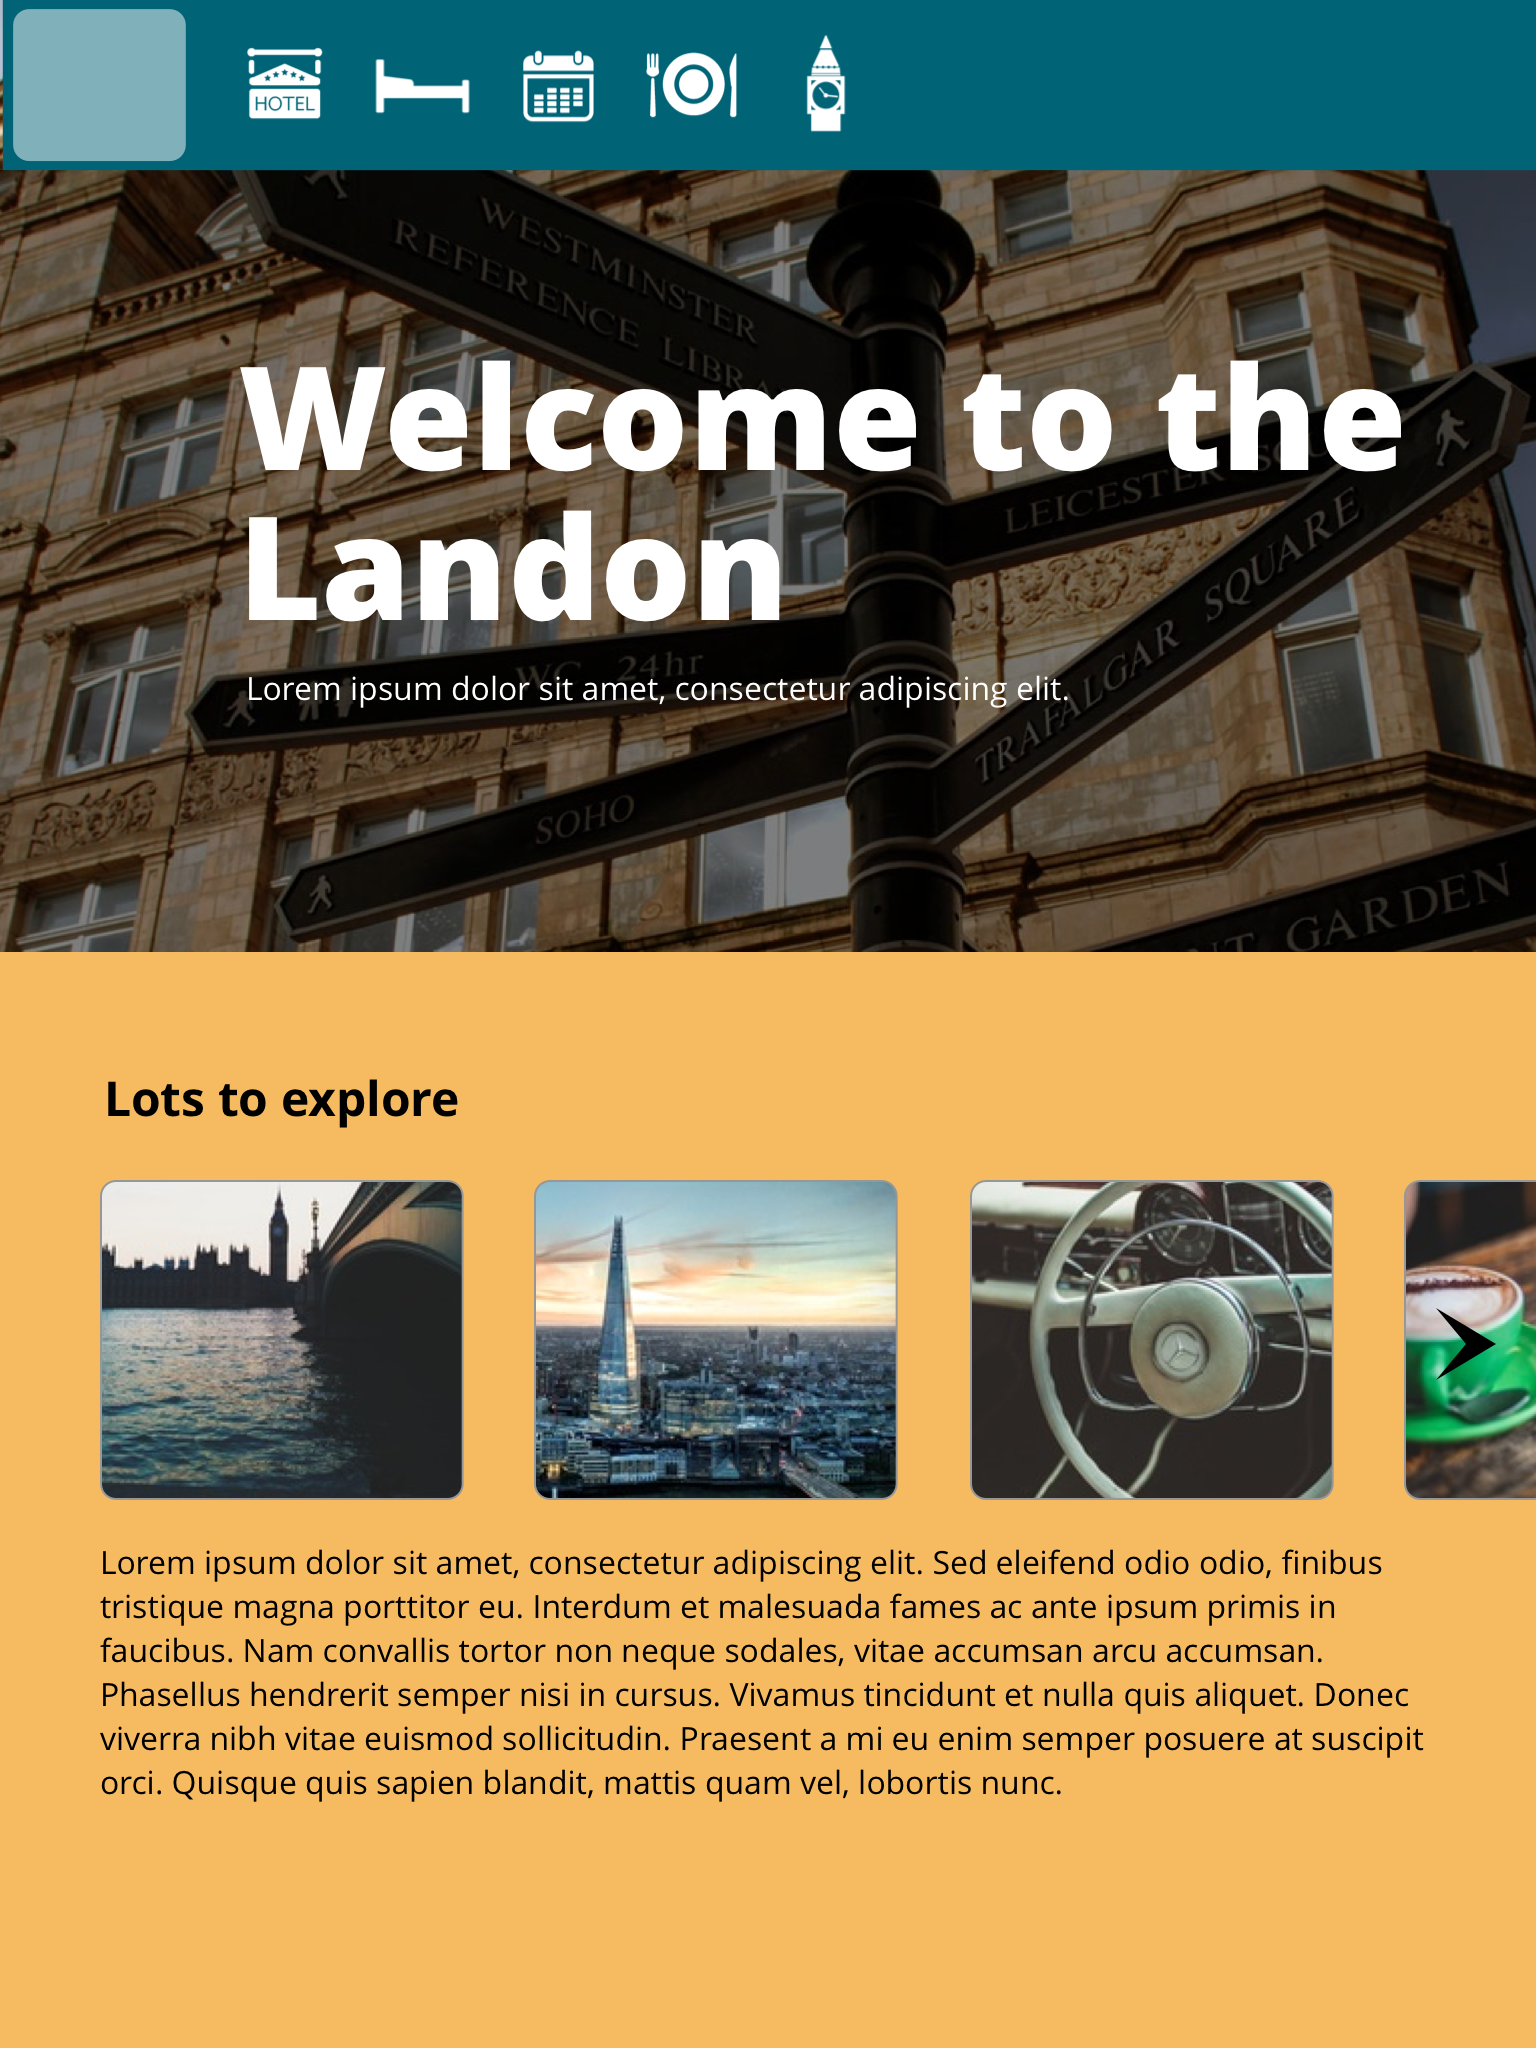 HOTEL
WESTMINSTER
REFERENCE
Welcome to the
LEICESTER
Landon
TRAFALGAR SQUARE
WC 24hr
Lorem ipsum dolor sit amet, consectetur adipiscing elit.
SOHO
GARDEN
Lots to explore
Lorem ipsum dolor sit amet, consectetur adipiscing elit. Sed eleifend odio odio, finibus
tristique magna porttitor eu. Interdum et malesuada fames ac ante ipsum primis in
faucibus. Nam convallis tortor non neque sodales, vitae accumsan arcu accumsan.
Phasellus hendrerit semper nisi in cursus. Vivamus tincidunt et nulla quis aliquet. Donec
viverra nibh vitae euismod sollicitudin. Praesent a mi eu enim semper posuere at suscipit
orci. Quisque quis sapien blandit, mattis quam vel, lobortis nunc.